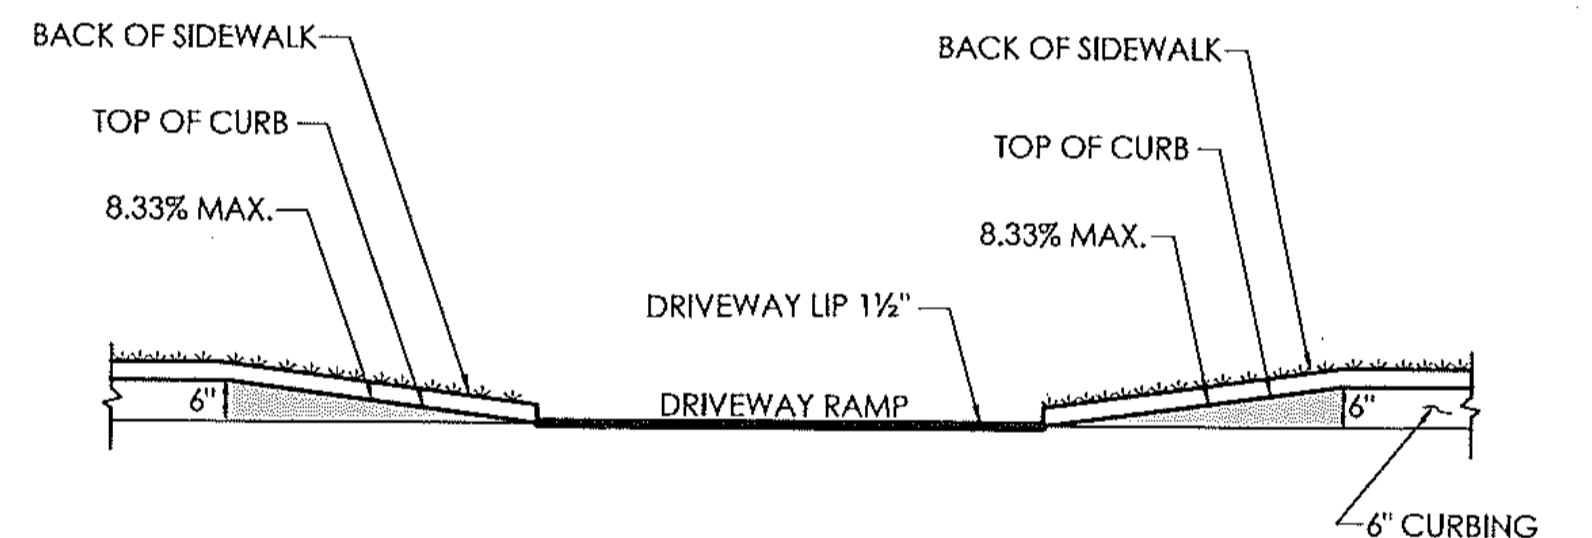 BACK OF SIDEWALK
BACK OF SIDEWALK
TOP OF CURB
TOP OF CURB
8.33% MAX.
8.33% MAX.
DRIVEWAY LIP 1½"
6"
DRIVEWAY RAMP
6"
6" CURBING